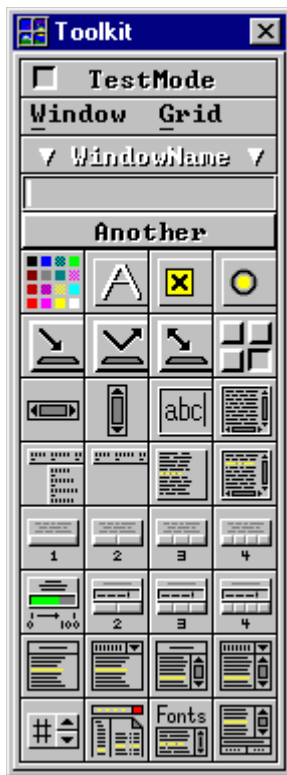 Toolkit
TestMode
Window Grid
WindowName
Another
A
abc
1 2 3 4
0 100 2 3 4
# Fonts